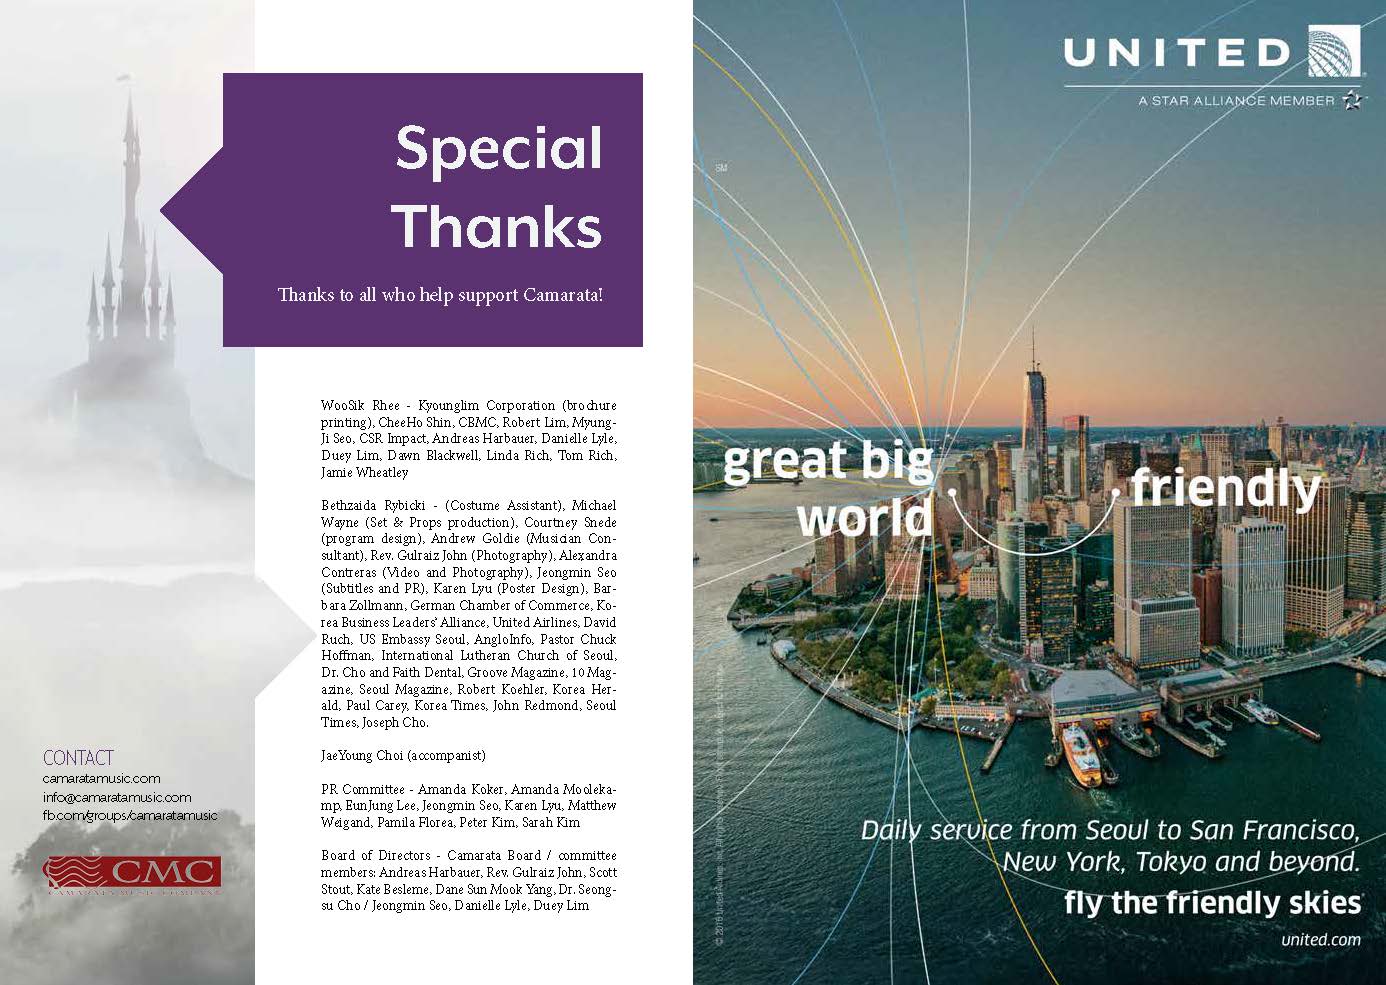 Special
Thanks
Thanks to all who help support Camarata!
WooSik Rhee - Kyounglim Corporation (brochure
printing), CheeHo Shin, CBMC, Robert Lim, Myung-
Ji Seo, CSR Impact, Andreas Harbauer, Danielle Lyle,
Duey Lim, Dawn Blackwell, Linda Rich, Tom Rich,
Jamie Wheatley
Bethzaida Rybicki - (Costume Assistant), Michael
Wayne (Set & Props production), Courtney Snede
(program design), Andrew Goldie (Musician Con-
sultant), Rev. Gulraiz John (Photography), Alexandra
Contreras (Video and Photography), Jeongmin Seo
(Subtitles and PR), Karen Lyu (Poster Design), Bar-
bara Zollmann, German Chamber of Commerce, Ko-
rea Business Leaders' Alliance, United Airlines, David
Ruch, US Embassy Seoul, AngloInfo, Pastor Chuck
Hoffman, International Lutheran Church of Seoul,
Dr. Cho and Faith Dental, Groove Magazine, 10 Mag-
azine, Seoul Magazine, Robert Koehler, Korea Her-
ald, Paul Carey, Korea Times, John Redmond, Seoul
Times, Joseph Cho.
JaeYoung Choi (accompanist)
PR Committee - Amanda Koker, Amanda Mooleka-
mp, EunJung Lee, Jeongmin Seo, Karen Lyu, Matthew
Weigand, Pamila Florea, Peter Kim, Sarah Kim
Board of Directors - Camarata Board / committee
members: Andreas Harbauer, Rev. Gulraiz John, Scott
Stout, Kate Besleme, Dane Sun Mook Yang, Dr. Seong-
su Cho / Jeongmin Seo, Danielle Lyle, Duey Lim
CONTACT
camaratamusic.com
info@camaratamusic.com
fb.com/groups/camaratamusic
CMC
CAMARATA MUSIC COMPANY
UNITED
A STAR ALLIANCE MEMBER
SM
great big
world
friendly
Daily service from Seoul to San Francisco,
New York, Tokyo and beyond.
fly the friendly skies
united.com